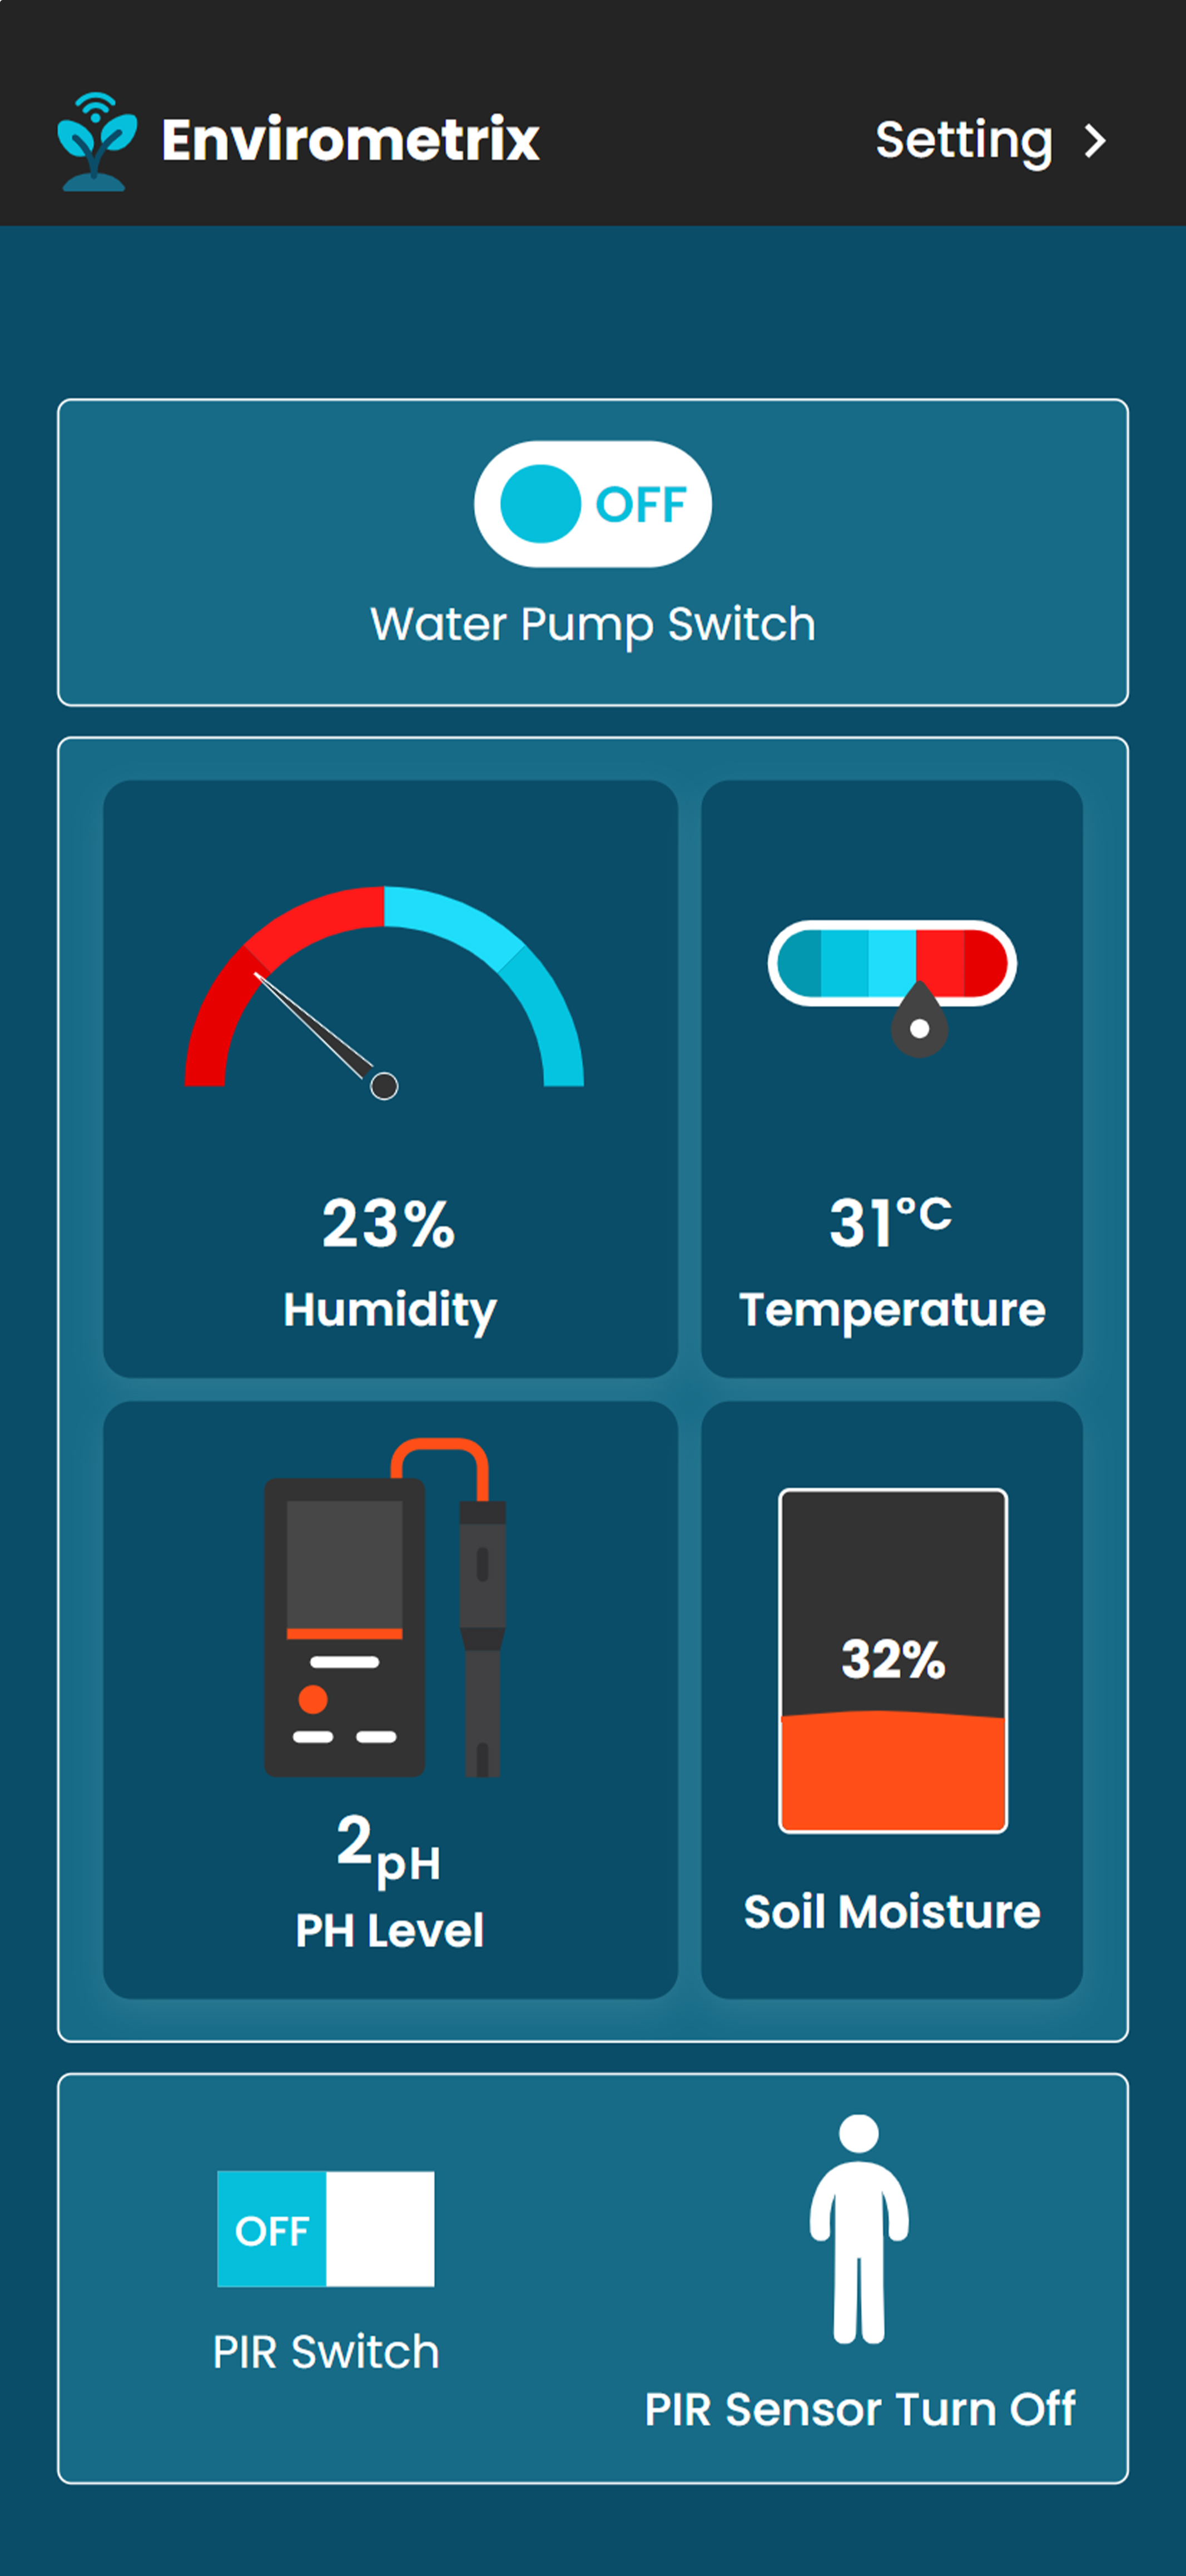 Envirometrix
Setting
OFF
Water Pump Switch
23%
Humidity
31°C
Temperature
2pH
PH Level
32%
Soil Moisture
OFF
PIR Switch
PIR Sensor Turn Off